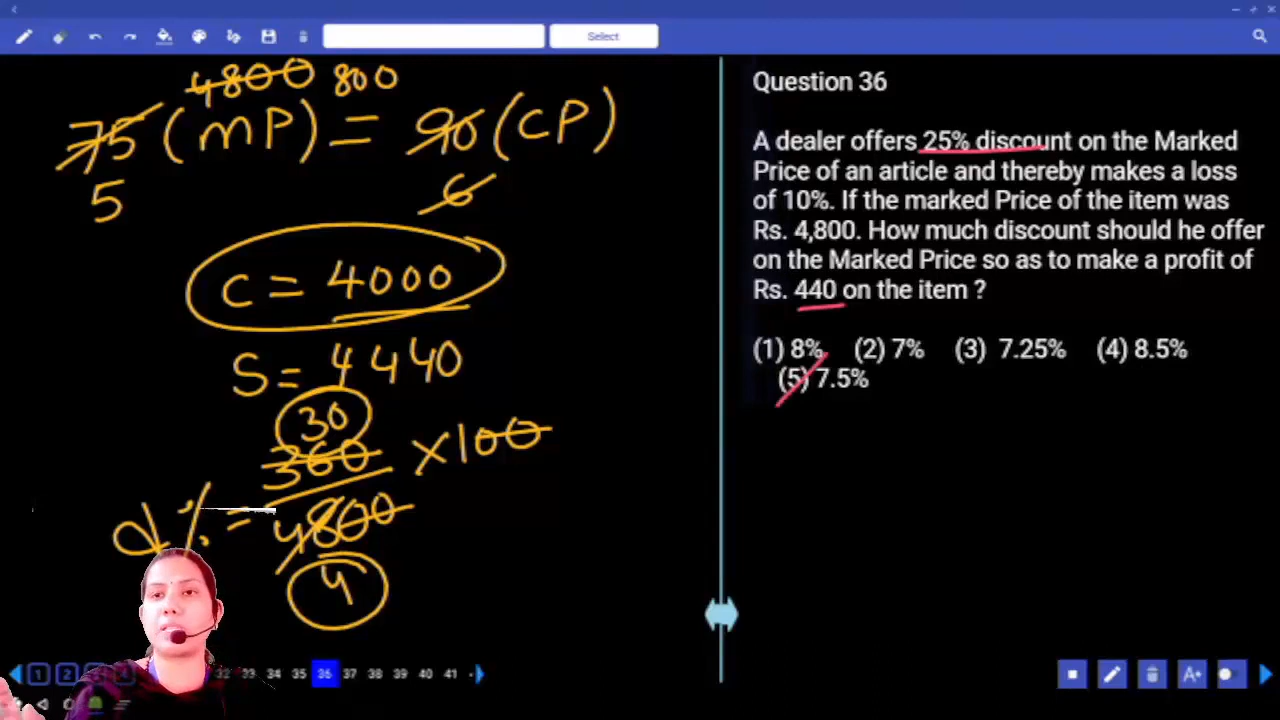 Select
4800 800
75 (MP) = 90 (CP)
5 6
C = 4000
S = 4440
30
360 ×100
d% =
4800
4
Question 36
A dealer offers 25% discount on the Marked
Price of an article and thereby makes a loss
of 10%. If the marked Price of the item was
Rs. 4,800. How much discount should he offer
on the Marked Price so as to make a profit of
Rs. 440 on the item ?
(1) 8% (2) 7% (3) 7.25% (4) 8.5%
(5) 7.5%
1 2 32 33 34 35 36 37 38 39 40 41
A+